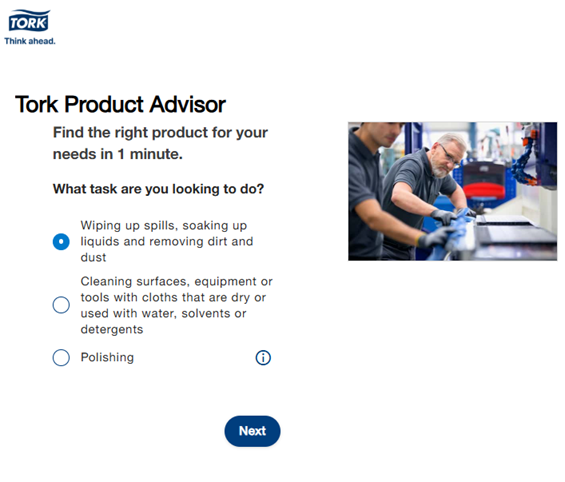 TORK
Think ahead.
Tork Product Advisor
Find the right product for your
needs in 1 minute.
What task are you looking to do?
Wiping up spills, soaking up
liquids and removing dirt and
dust
Cleaning surfaces, equipment or
tools with cloths that are dry or
used with water, solvents or
detergents
Polishing
Next